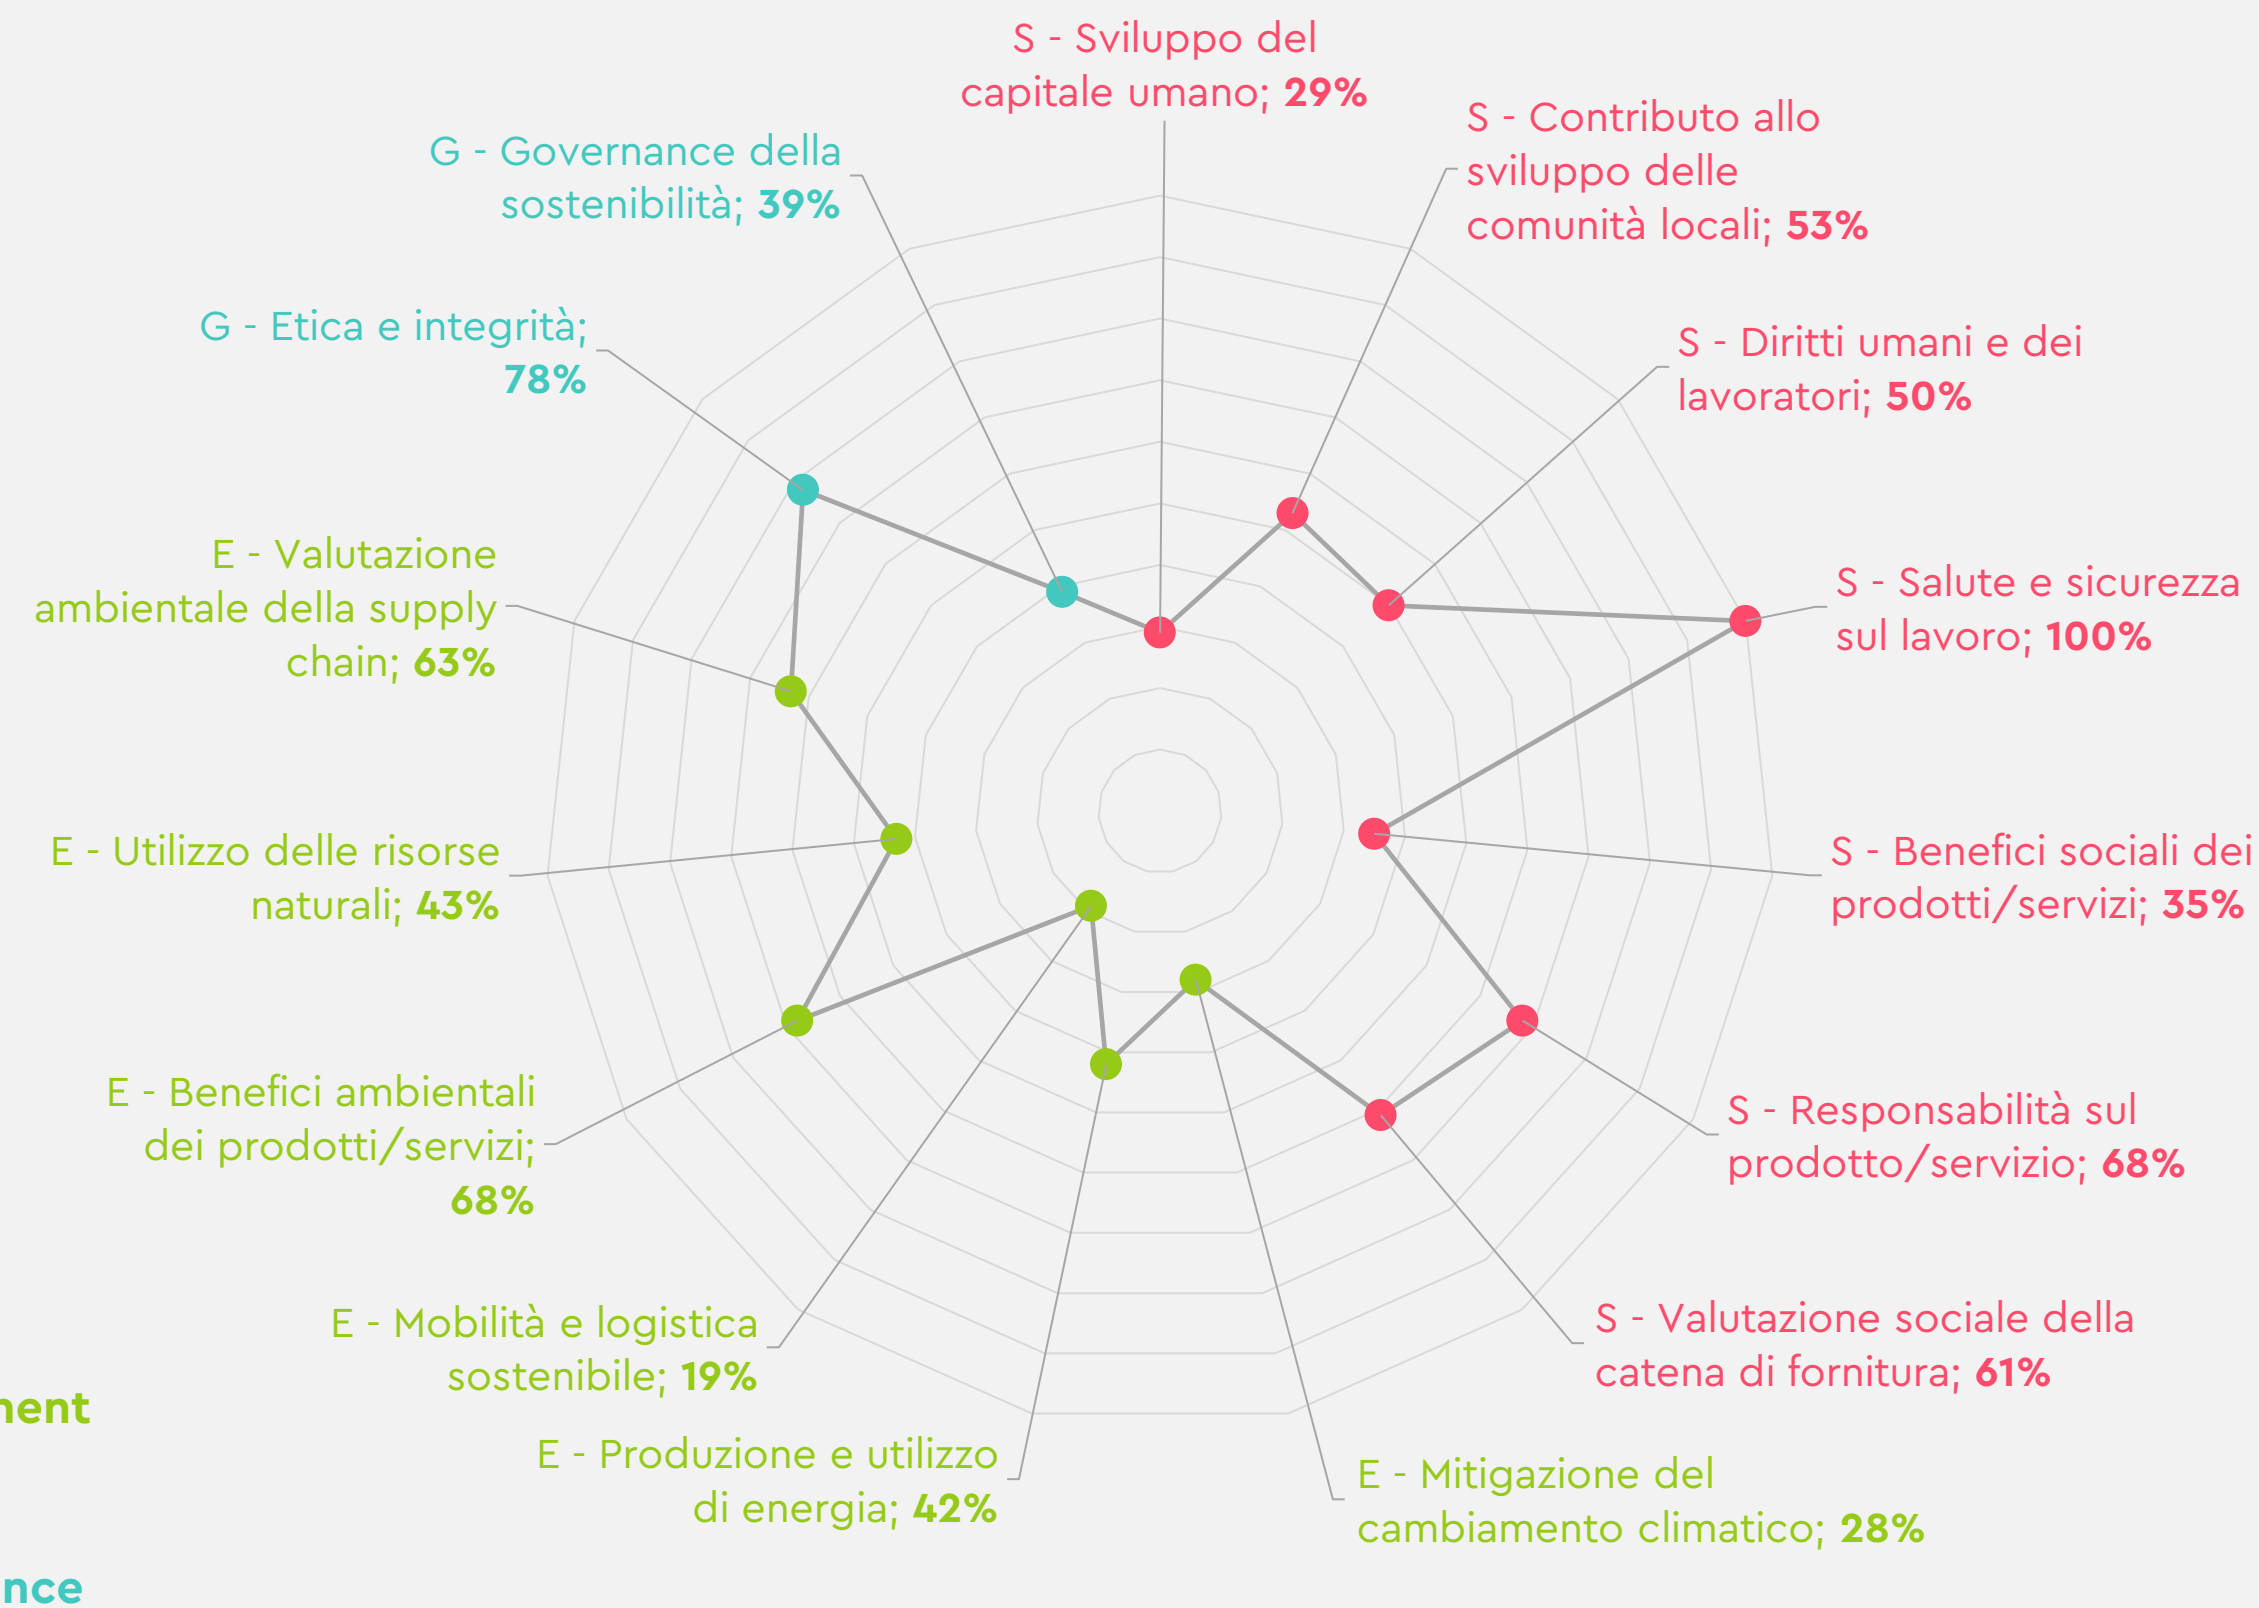 S - Sviluppo del
capitale umano; 29%
S - Contributo allo
sviluppo delle
comunità locali; 53%
S - Diritti umani e dei
lavoratori; 50%
S - Salute e sicurezza
sul lavoro; 100%
S - Benefici sociali dei
prodotti/servizi; 35%
S - Responsabilità sul
prodotto/servizio; 68%
S - Valutazione sociale della
catena di fornitura; 61%
E - Mitigazione del
cambiamento climatico; 28%
E - Produzione e utilizzo
di energia; 42%
E - Mobilità e logistica
sostenibile; 19%
E - Benefici ambientali
dei prodotti/servizi;
68%
E - Utilizzo delle risorse
naturali; 43%
E - Valutazione
ambientale della supply
chain; 63%
G - Etica e integrità;
78%
G - Governance della
sostenibilità; 39%
ment
nce